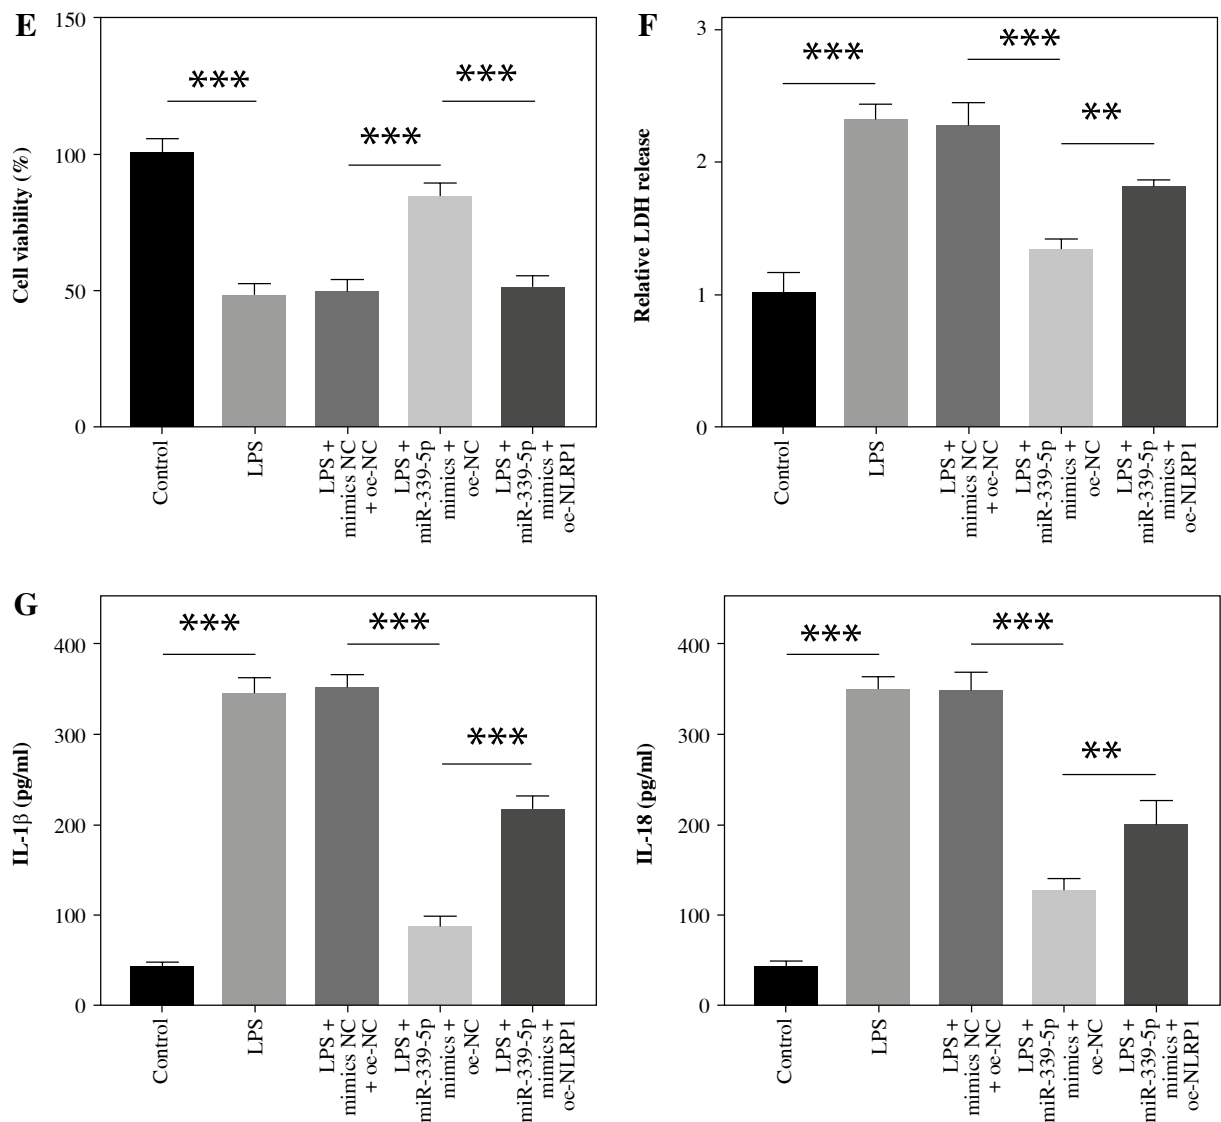 E
150
100
50
0
Cell viability (%)
***
***
***
Control
LPS
LPS +
mimics NC
+ oe-NC
LPS +
miR-339-5p
mimics +
oe-NC
LPS +
miR-339-5p
mimics +
oe-NLRP1
F
3
2
1
0
Relative LDH release
***
***
**
Control
LPS
LPS +
mimics NC
+ oe-NC
LPS +
miR-339-5p
mimics +
oe-NC
LPS +
miR-339-5p
mimics +
oe-NLRP1
G
400
300
200
100
0
IL-1β (pg/ml)
***
***
***
Control
LPS
LPS +
mimics NC
+ oe-NC
LPS +
miR-339-5p
mimics +
oe-NC
LPS +
miR-339-5p
mimics +
oe-NLRP1
400
300
200
100
0
IL-18 (pg/ml)
***
***
**
Control
LPS
LPS +
mimics NC
+ oe-NC
LPS +
miR-339-5p
mimics +
oe-NC
LPS +
miR-339-5p
mimics +
oe-NLRP1